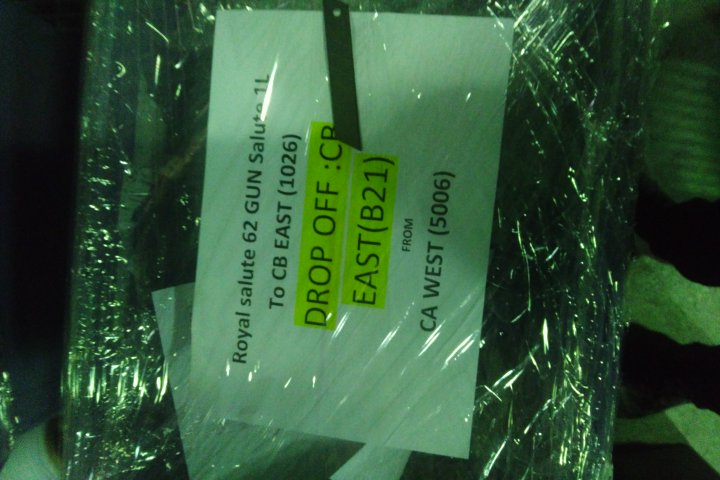 Royal salute 62 GUN Salute 1L
To CB EAST (1026)
DROP OFF :CB
EAST(B21)
FROM
CA WEST (5006)